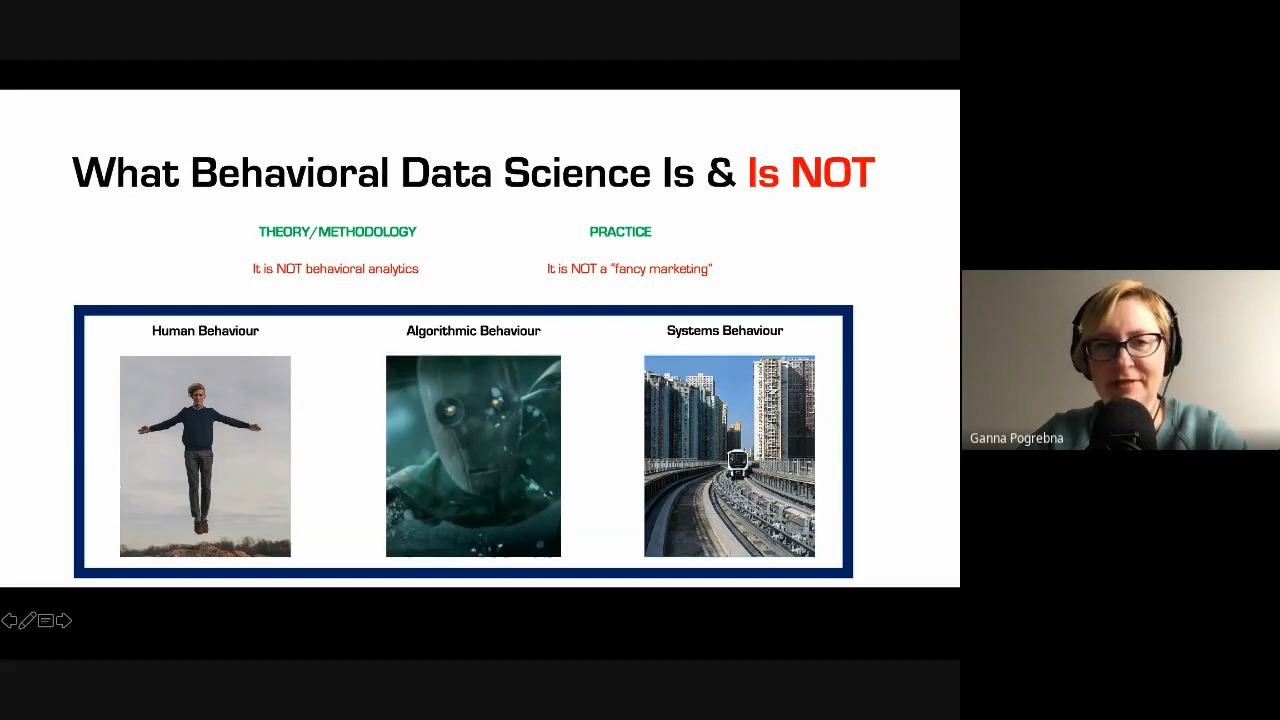 What Behavioral Data Science Is & Is NOT
THEORY/METHODOLOGY
PRACTICE
It is NOT behavioral analytics
It is NOT a “fancy marketing”
Human Behaviour
Algorithmic Behaviour
Systems Behaviour
Ganna Pogrebna